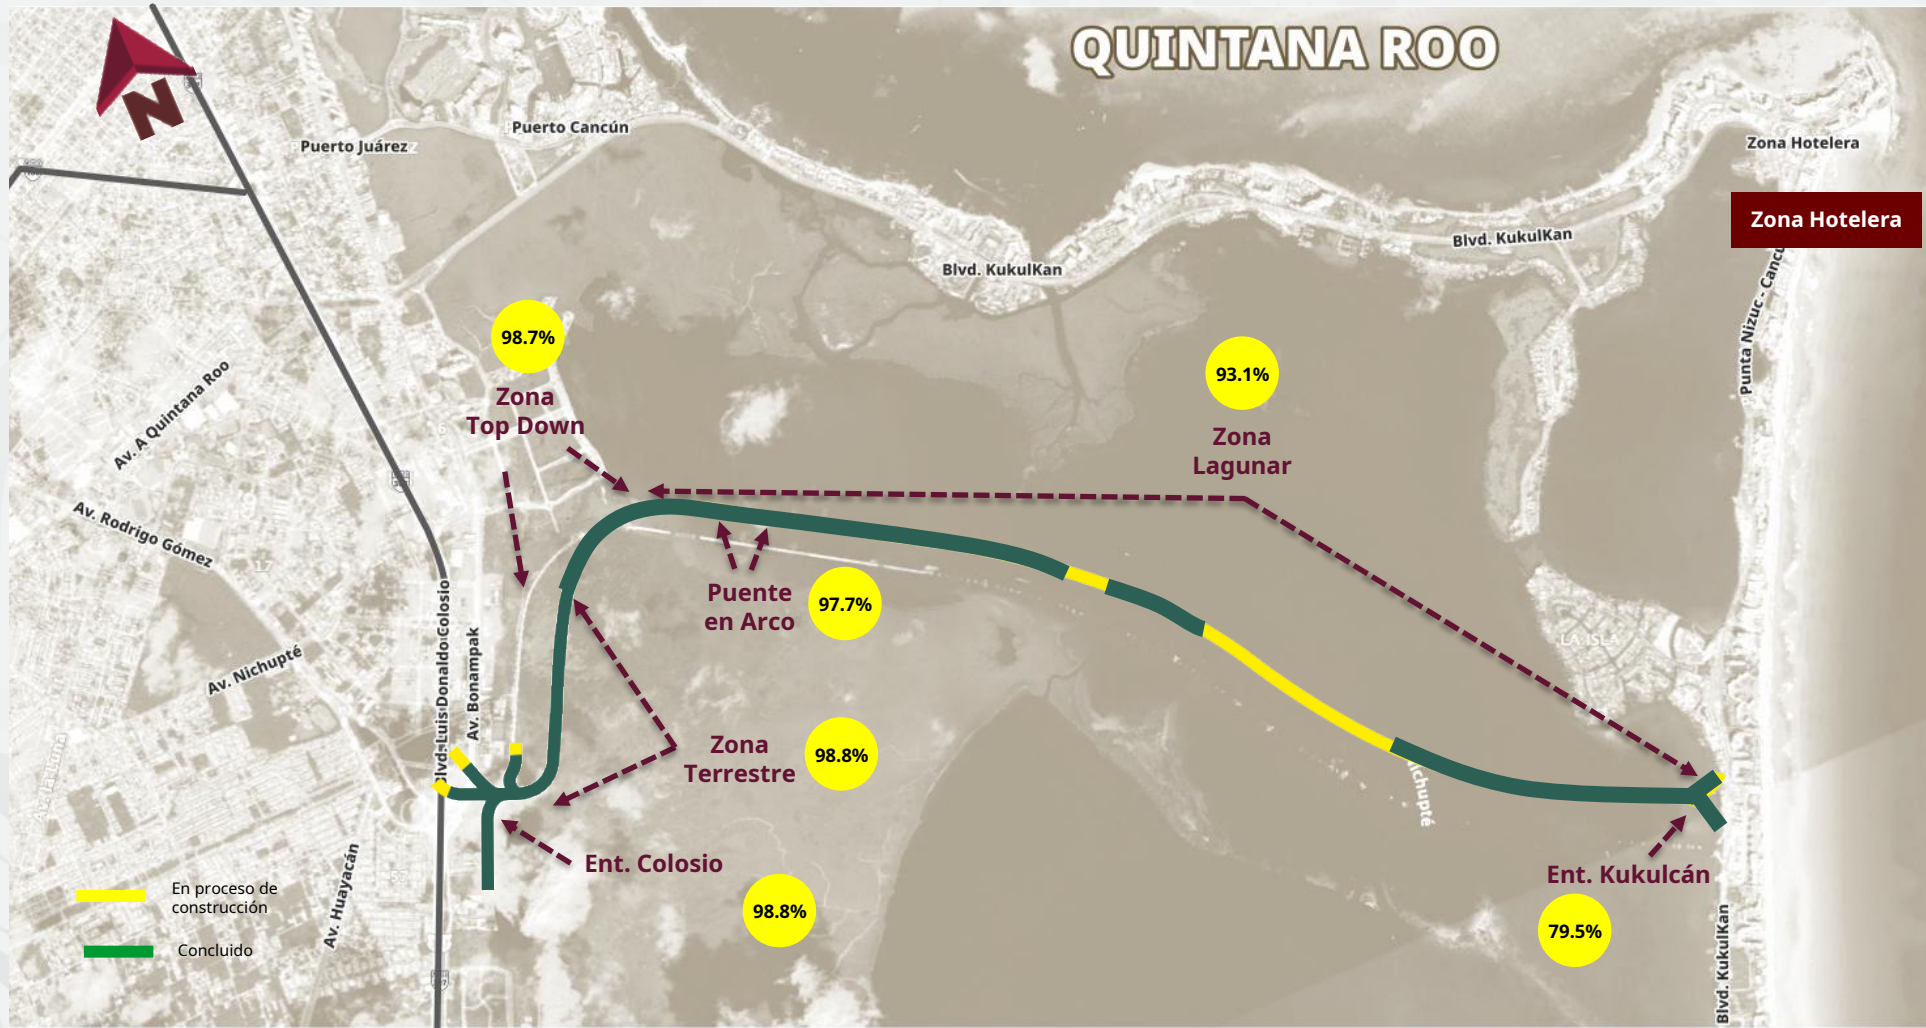 QUINTANA ROO
N
Puerto Juárez
Puerto Cancún
Zona Hotelera
Zona Hotelera
Blvd. KukulKan
Blvd. KukulKan
Punta Nizuc - Cancú
98.7%
Zona
Top Down
93.1%
Zona
Lagunar
Av. A Quintana Roo
Av. Rodrigo Gómez
Av. Nichupté
Blvd. Luis Donaldo Colosio
Av. Bonampak
Puente
en Arco
97.7%
LA ISLA
Zona
Terrestre
98.8%
ichupté
Ent. Colosio
98.8%
Ent. Kukulcán
79.5%
Av. Huayacán
Blvd. KukulKan
En proceso de
construcción
Concluido